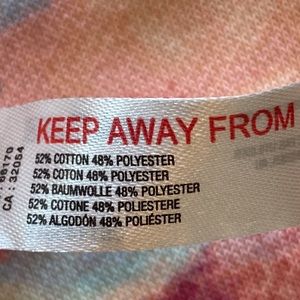 KEEP AWAY FROM
52% COTTON 48% POLYESTER
52% COTON 48% POLYESTER
52% BAUMWOLLE 48% POLYESTER
52% COTONE 48% POLIESTERE
52% ALGODÓN 48% POLIÉSTER
CA : 32054